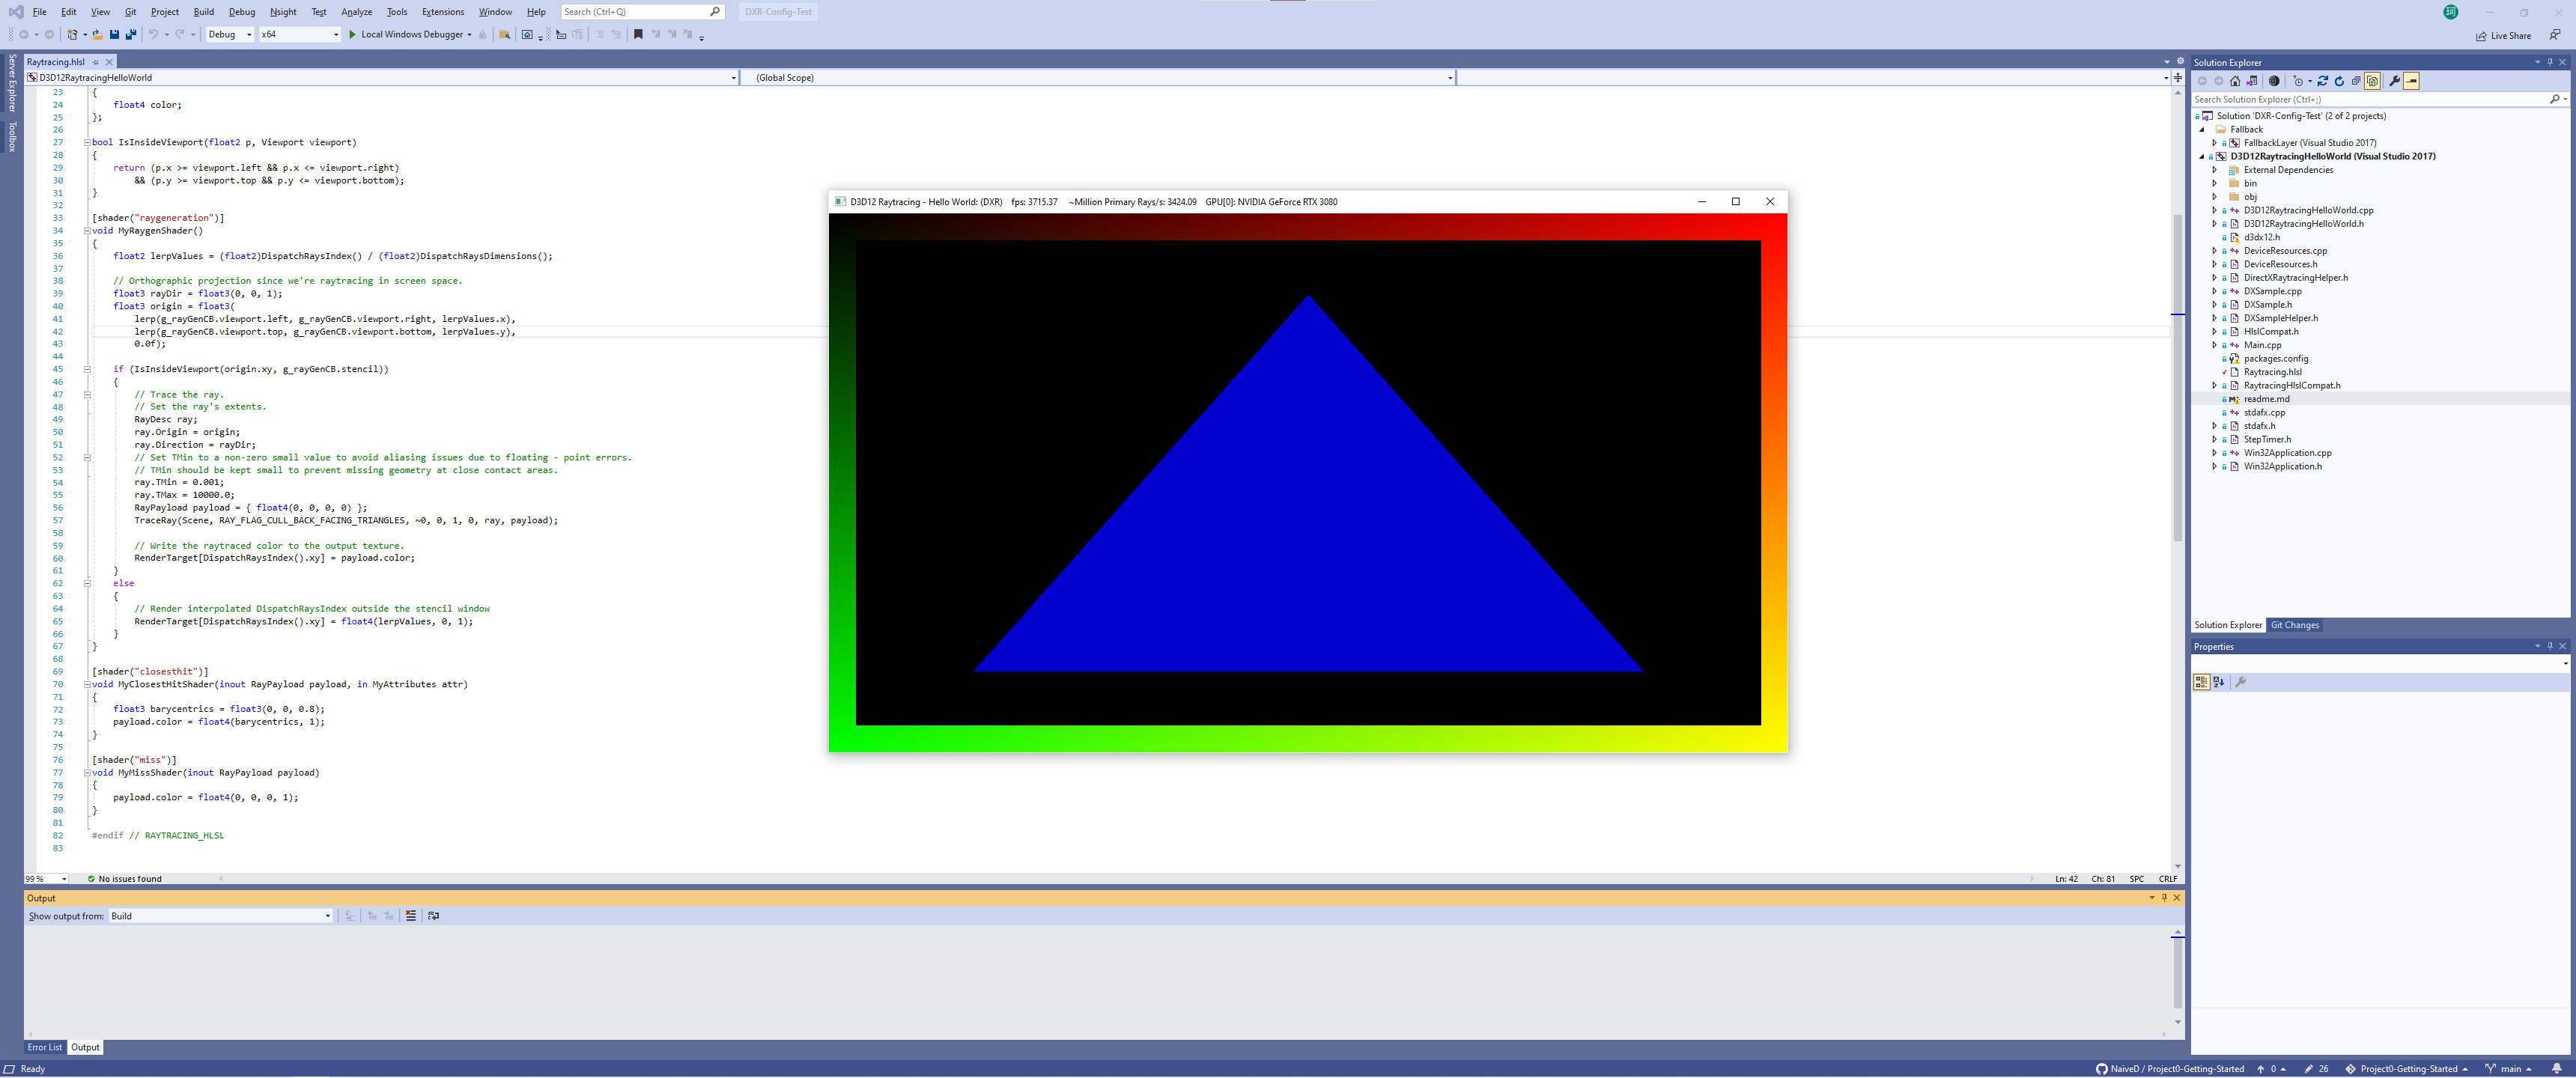 File Edit View Git Project Build Debug Nsight Test Analyze Tools Extensions Window Help Search (Ctrl+Q) DXR-Config-Test
Debug x64 Local Windows Debugger Live Share
Server Explorer
Toolbox
Raytracing.hlsl
D3D12RaytracingHelloWorld (Global Scope)
23 {
24 float4 color;
25 };
26
27 bool IsInsideViewport(float2 p, Viewport viewport)
28 {
29 return (p.x >= viewport.left && p.x <= viewport.right)
30 && (p.y >= viewport.top && p.y <= viewport.bottom);
31 }
32
33 [shader("raygeneration")]
34 void MyRaygenShader()
35 {
36 float2 lerpValues = (float2)DispatchRaysIndex() / (float2)DispatchRaysDimensions();
37
38 // Orthographic projection since we're raytracing in screen space.
39 float3 rayDir = float3(0, 0, 1);
40 float3 origin = float3(
41 lerp(g_rayGenCB.viewport.left, g_rayGenCB.viewport.right, lerpValues.x),
42 lerp(g_rayGenCB.viewport.top, g_rayGenCB.viewport.bottom, lerpValues.y),
43 0.0f);
44
45 if (IsInsideViewport(origin.xy, g_rayGenCB.stencil))
46 {
47 // Trace the ray.
48 // Set the ray's extents.
49 RayDesc ray;
50 ray.Origin = origin;
51 ray.Direction = rayDir;
52 // Set TMin to a non-zero small value to avoid aliasing issues due to floating - point errors.
53 // TMin should be kept small to prevent missing geometry at close contact areas.
54 ray.TMin = 0.001;
55 ray.TMax = 10000.0;
56 RayPayload payload = { float4(0, 0, 0, 0) };
57 TraceRay(Scene, RAY_FLAG_CULL_BACK_FACING_TRIANGLES, ~0, 0, 1, 0, ray, payload);
58
59 // Write the raytraced color to the output texture.
60 RenderTarget[DispatchRaysIndex().xy] = payload.color;
61 }
62 else
63 {
64 // Render interpolated DispatchRaysIndex outside the stencil window
65 RenderTarget[DispatchRaysIndex().xy] = float4(lerpValues, 0, 1);
66 }
67 }
68
69 [shader("closesthit")]
70 void MyClosestHitShader(inout RayPayload payload, in MyAttributes attr)
71 {
72 float3 barycentrics = float3(0, 0, 0.8);
73 payload.color = float4(barycentrics, 1);
74 }
75
76 [shader("miss")]
77 void MyMissShader(inout RayPayload payload)
78 {
79 payload.color = float4(0, 0, 0, 1);
80 }
81
82 #endif // RAYTRACING_HLSL
83
99 % No issues found Ln: 42 Ch: 81 SPC CRLF
D3D12 Raytracing - Hello World: (DXR) fps: 3715.37 ~Million Primary Rays/s: 3424.09 GPU[0]: NVIDIA GeForce RTX 3080
Output
Show output from: Build
Error List Output
Solution Explorer
Search Solution Explorer (Ctrl+;)
Solution 'DXR-Config-Test' (2 of 2 projects)
Fallback
FallbackLayer (Visual Studio 2017)
D3D12RaytracingHelloWorld (Visual Studio 2017)
External Dependencies
bin
obj
D3D12RaytracingHelloWorld.cpp
D3D12RaytracingHelloWorld.h
d3dx12.h
DeviceResources.cpp
DeviceResources.h
DirectXRaytracingHelper.h
DXSample.cpp
DXSample.h
DXSampleHelper.h
HlslCompat.h
Main.cpp
packages.config
Raytracing.hlsl
RaytracingHlslCompat.h
readme.md
stdafx.cpp
stdafx.h
StepTimer.h
Win32Application.cpp
Win32Application.h
Solution Explorer Git Changes
Properties
Ready NaiveD / Project0-Getting-Started 0 26 Project0-Getting-Started main